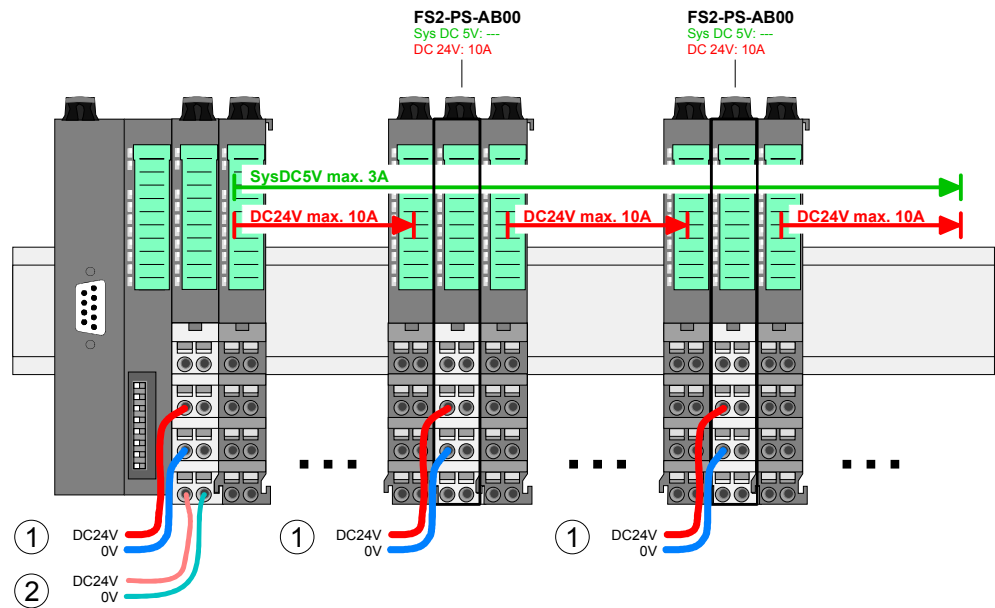 FS2-PS-AB00
Sys DC 5V: ---
DC 24V: 10A
FS2-PS-AB00
Sys DC 5V: ---
DC 24V: 10A
SysDC5V max. 3A
DC24V max. 10A
DC24V max. 10A
DC24V max. 10A
1
DC24V
0V
1
DC24V
0V
1
DC24V
0V
2
DC24V
0V